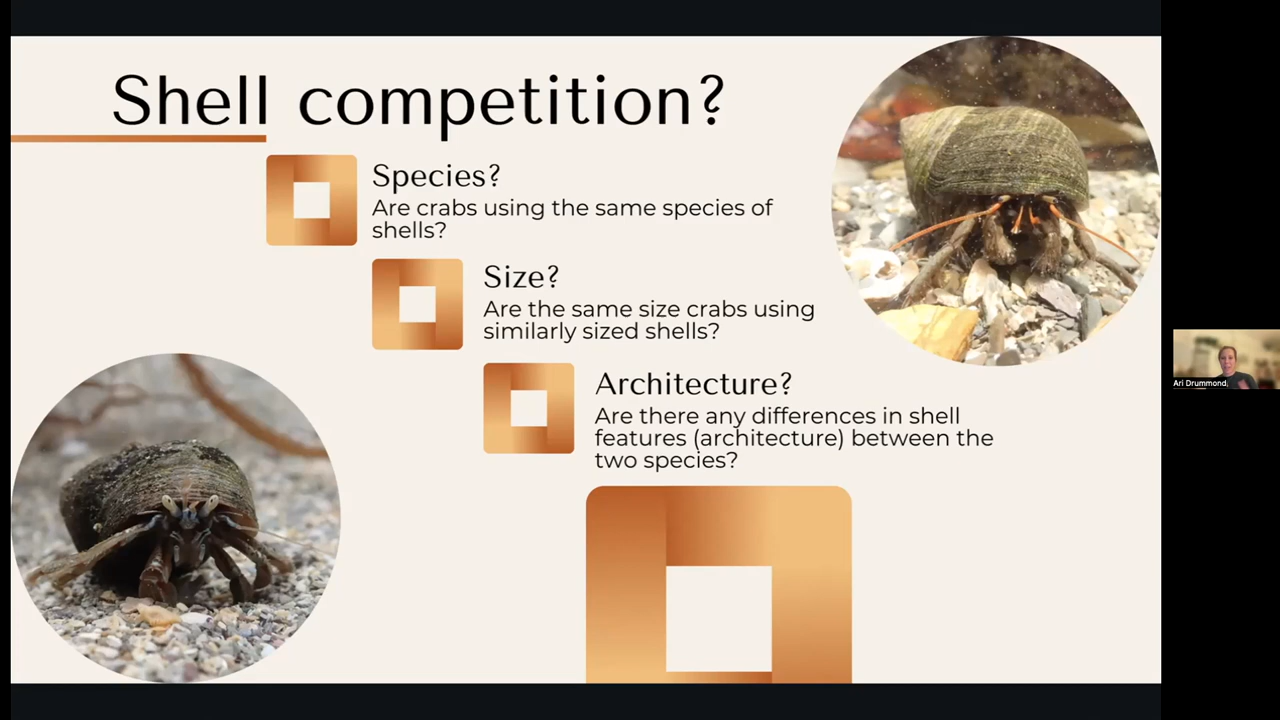 Shell competition?
Species?
Are crabs using the same species of
shells?
Size?
Are the same size crabs using
similarly sized shells?
Architecture?
Are there any differences in shell
features (architecture) between the
two species?
Ari Drummond,